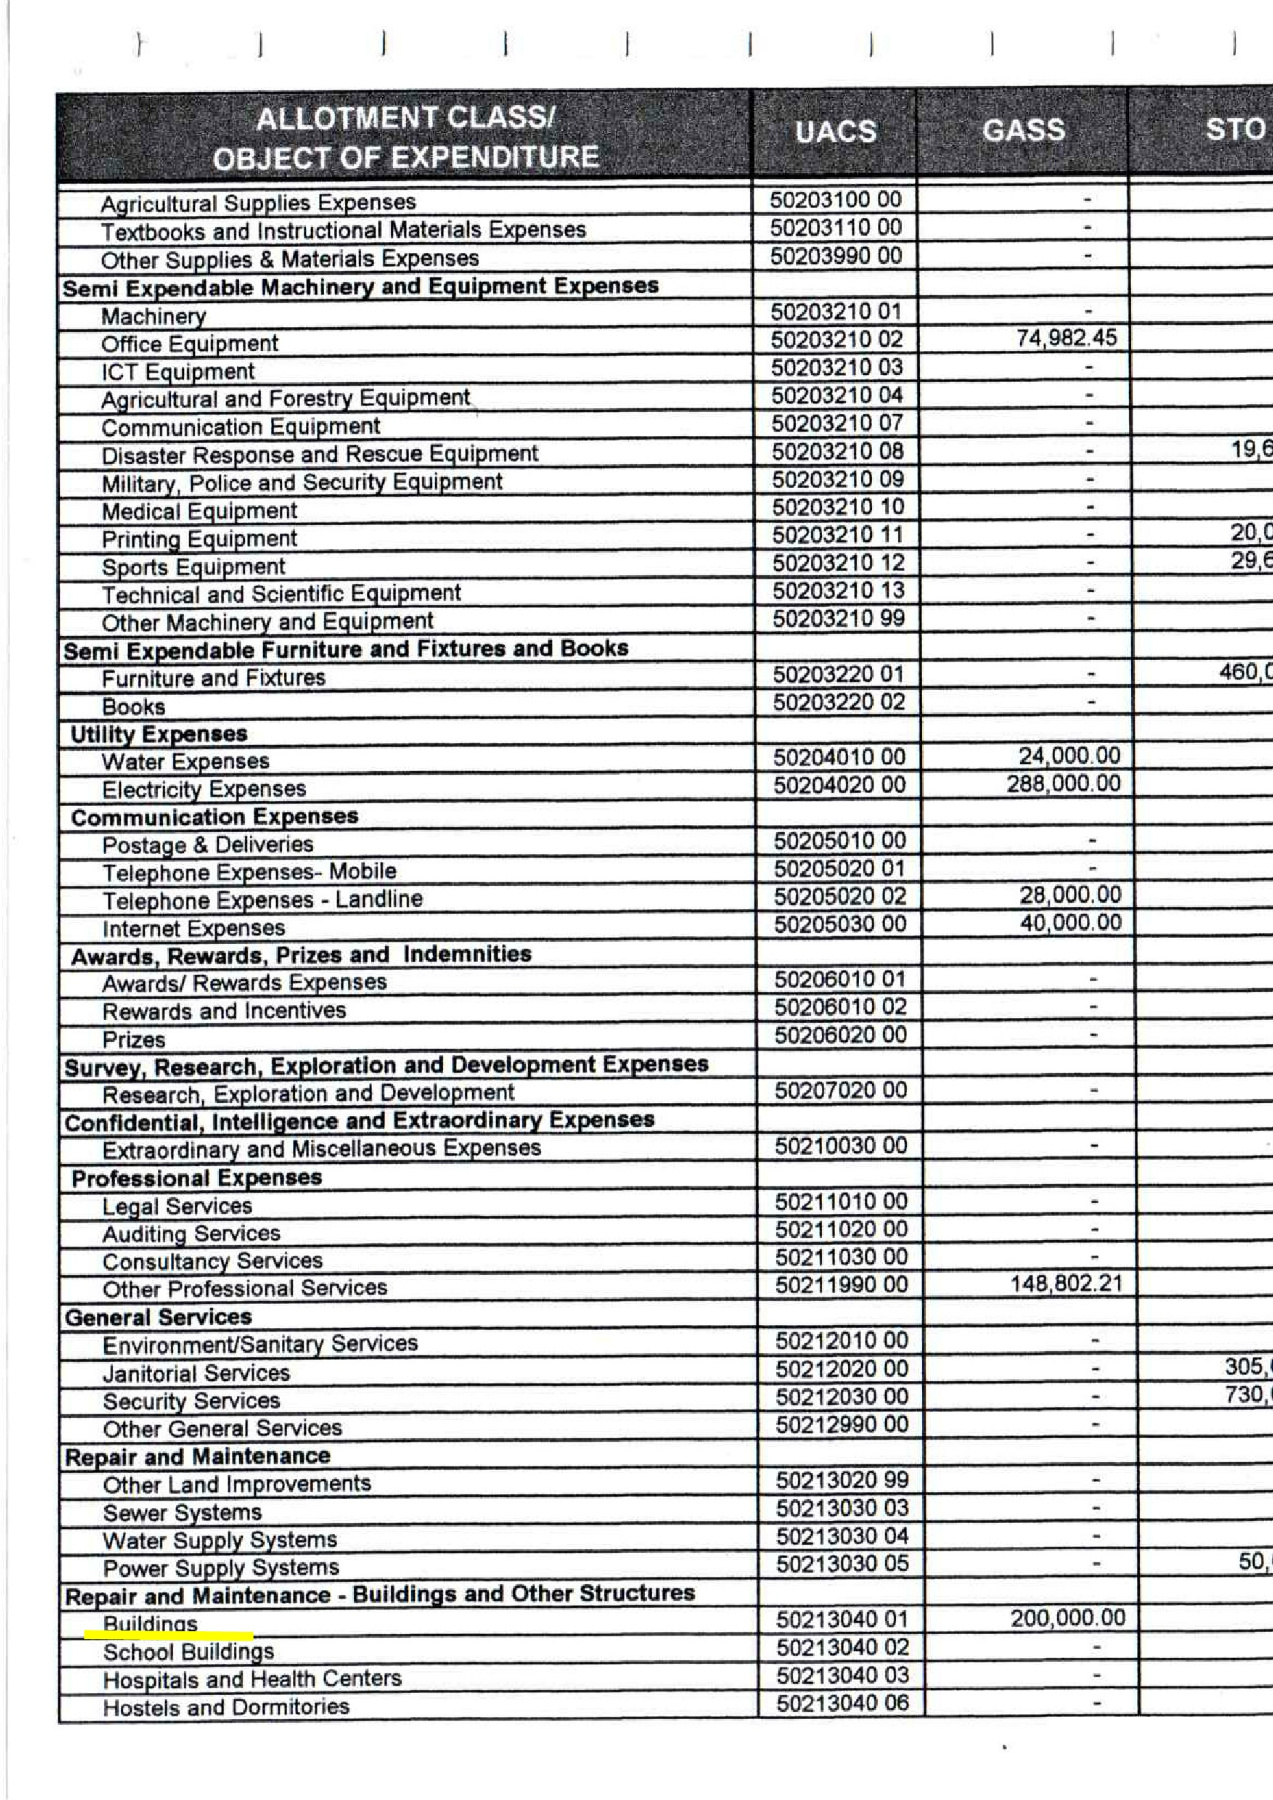 ALLOTMENT CLASS/ OBJECT OF EXPENDITURE UACS GASS STO
Agricultural Supplies Expenses 50203100 00 -
Textbooks and Instructional Materials Expenses 50203110 00 -
Other Supplies & Materials Expenses 50203990 00 -
Semi Expendable Machinery and Equipment Expenses
Machinery 50203210 01 -
Office Equipment 50203210 02 74,982.45
ICT Equipment 50203210 03 -
Agricultural and Forestry Equipment 50203210 04 -
Communication Equipment 50203210 07 -
Disaster Response and Rescue Equipment 50203210 08 - 19,6
Military, Police and Security Equipment 50203210 09 -
Medical Equipment 50203210 10 -
Printing Equipment 50203210 11 - 20,0
Sports Equipment 50203210 12 - 29,6
Technical and Scientific Equipment 50203210 13 -
Other Machinery and Equipment 50203210 99 -
Semi Expendable Furniture and Fixtures and Books
Furniture and Fixtures 50203220 01 - 460,0
Books 50203220 02 -
Utility Expenses
Water Expenses 50204010 00 24,000.00
Electricity Expenses 50204020 00 288,000.00
Communication Expenses
Postage & Deliveries 50205010 00 -
Telephone Expenses- Mobile 50205020 01 -
Telephone Expenses - Landline 50205020 02 28,000.00
Internet Expenses 50205030 00 40,000.00
Awards, Rewards, Prizes and Indemnities
Awards/ Rewards Expenses 50206010 01 -
Rewards and Incentives 50206010 02 -
Prizes 50206020 00 -
Survey, Research, Exploration and Development Expenses
Research, Exploration and Development 50207020 00 -
Confidential, Intelligence and Extraordinary Expenses
Extraordinary and Miscellaneous Expenses 50210030 00 -
Professional Expenses
Legal Services 50211010 00 -
Auditing Services 50211020 00 -
Consultancy Services 50211030 00 -
Other Professional Services 50211990 00 148,802.21
General Services
Environment/Sanitary Services 50212010 00 -
Janitorial Services 50212020 00 - 305,
Security Services 50212030 00 - 730,
Other General Services 50212990 00 -
Repair and Maintenance
Other Land Improvements 50213020 99 -
Sewer Systems 50213030 03 -
Water Supply Systems 50213030 04 -
Power Supply Systems 50213030 05 - 50,
Repair and Maintenance - Buildings and Other Structures
Buildings 50213040 01 200,000.00
School Buildings 50213040 02 -
Hospitals and Health Centers 50213040 03 -
Hostels and Dormitories 50213040 06 -